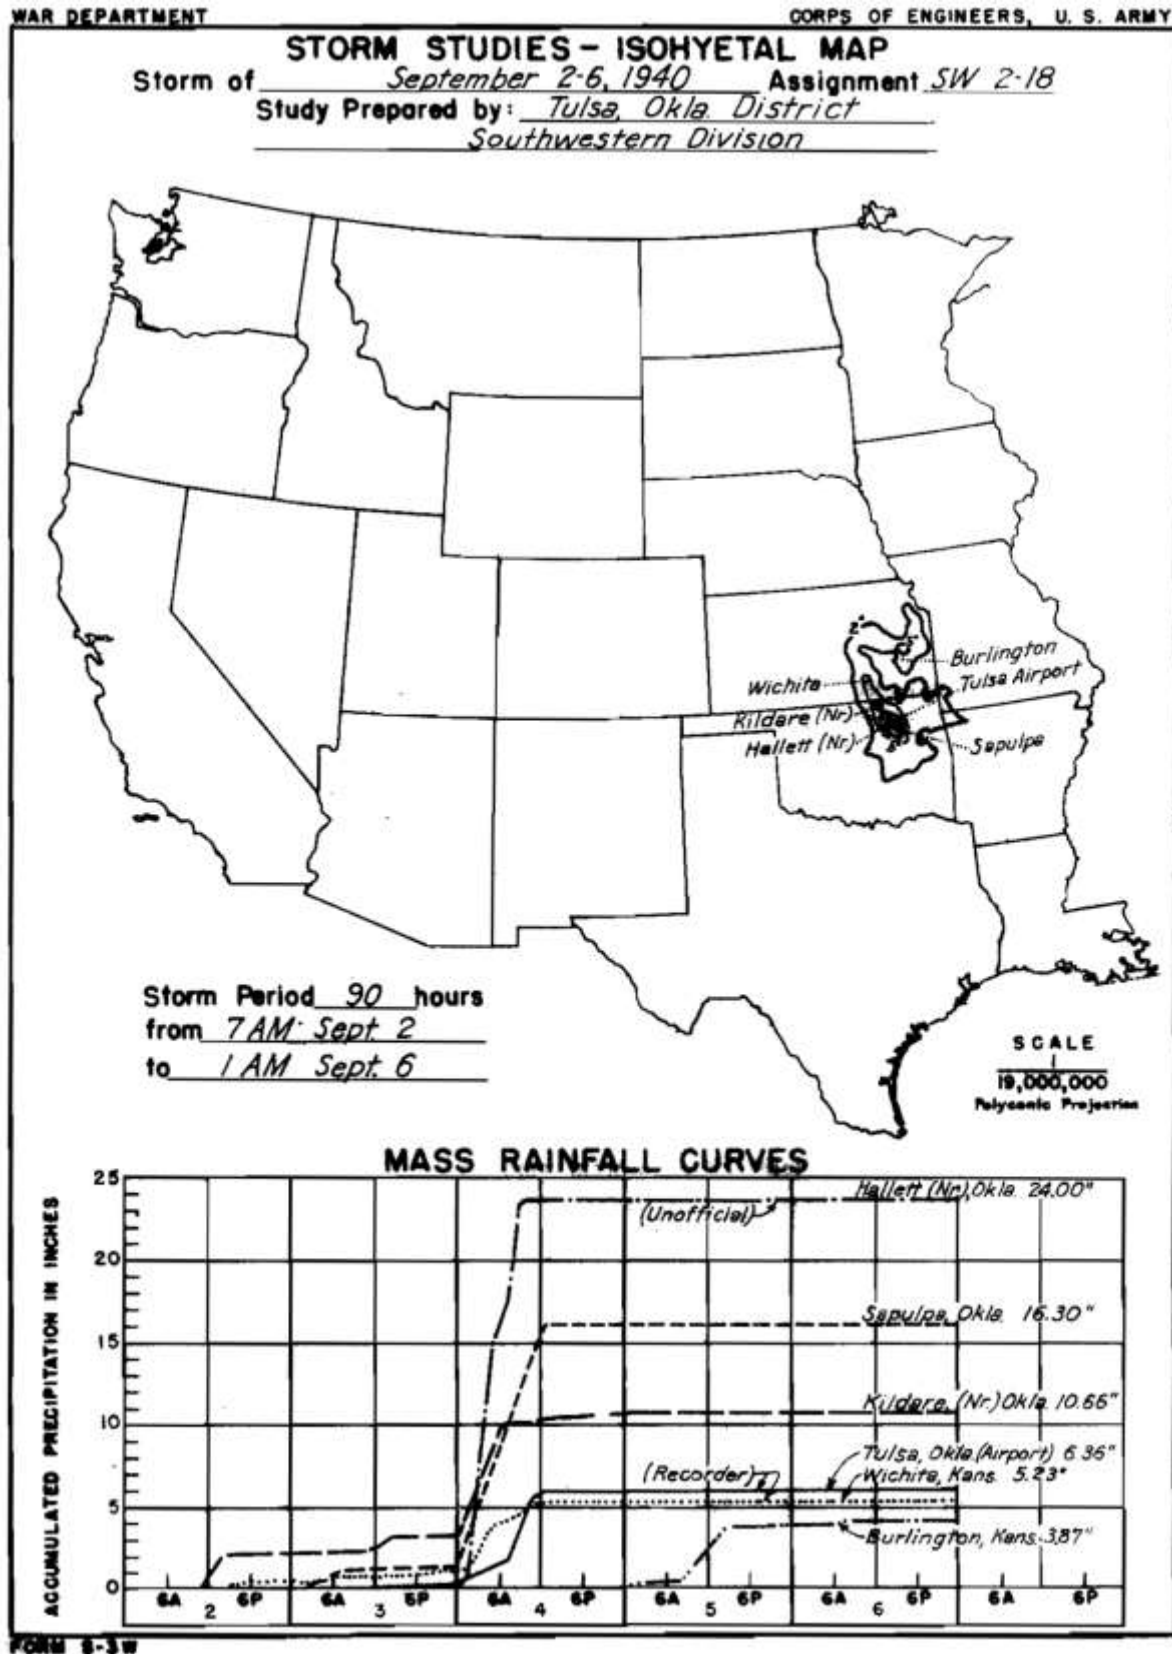 WAR DEPARTMENT CORPS OF ENGINEERS, U. S. ARMY
STORM STUDIES - ISOHYETAL MAP
Storm of September 2-6, 1940 Assignment SW 2-18
Study Prepared by: Tulsa, Okla. District
Southwestern Division
2"
Burlington
Tulsa Airport
Wichita
Kildare (Nr)
Hallett (Nr)
Sapulpa
Storm Period 90 hours
from 7 AM Sept. 2
to 1 AM Sept. 6
SCALE
1
19,000,000
Polyconic Projection
MASS RAINFALL CURVES
ACCUMULATED PRECIPITATION IN INCHES
25
20
15
10
5
0
Hallett (Nr), Okla. 24.00"
(Unofficial)
Sapulpa, Okla. 16.30"
Kildare, (Nr.) Okla. 10.66"
Tulsa, Okla. (Airport) 6.36"
(Recorder)
Wichita, Kans. 5.23"
Burlington, Kans. 3.87"
6A 6P 6A 6P 6A 6P 6A 6P 6A 6P 6A 6P
2 3 4 5 6
FORM S-3W